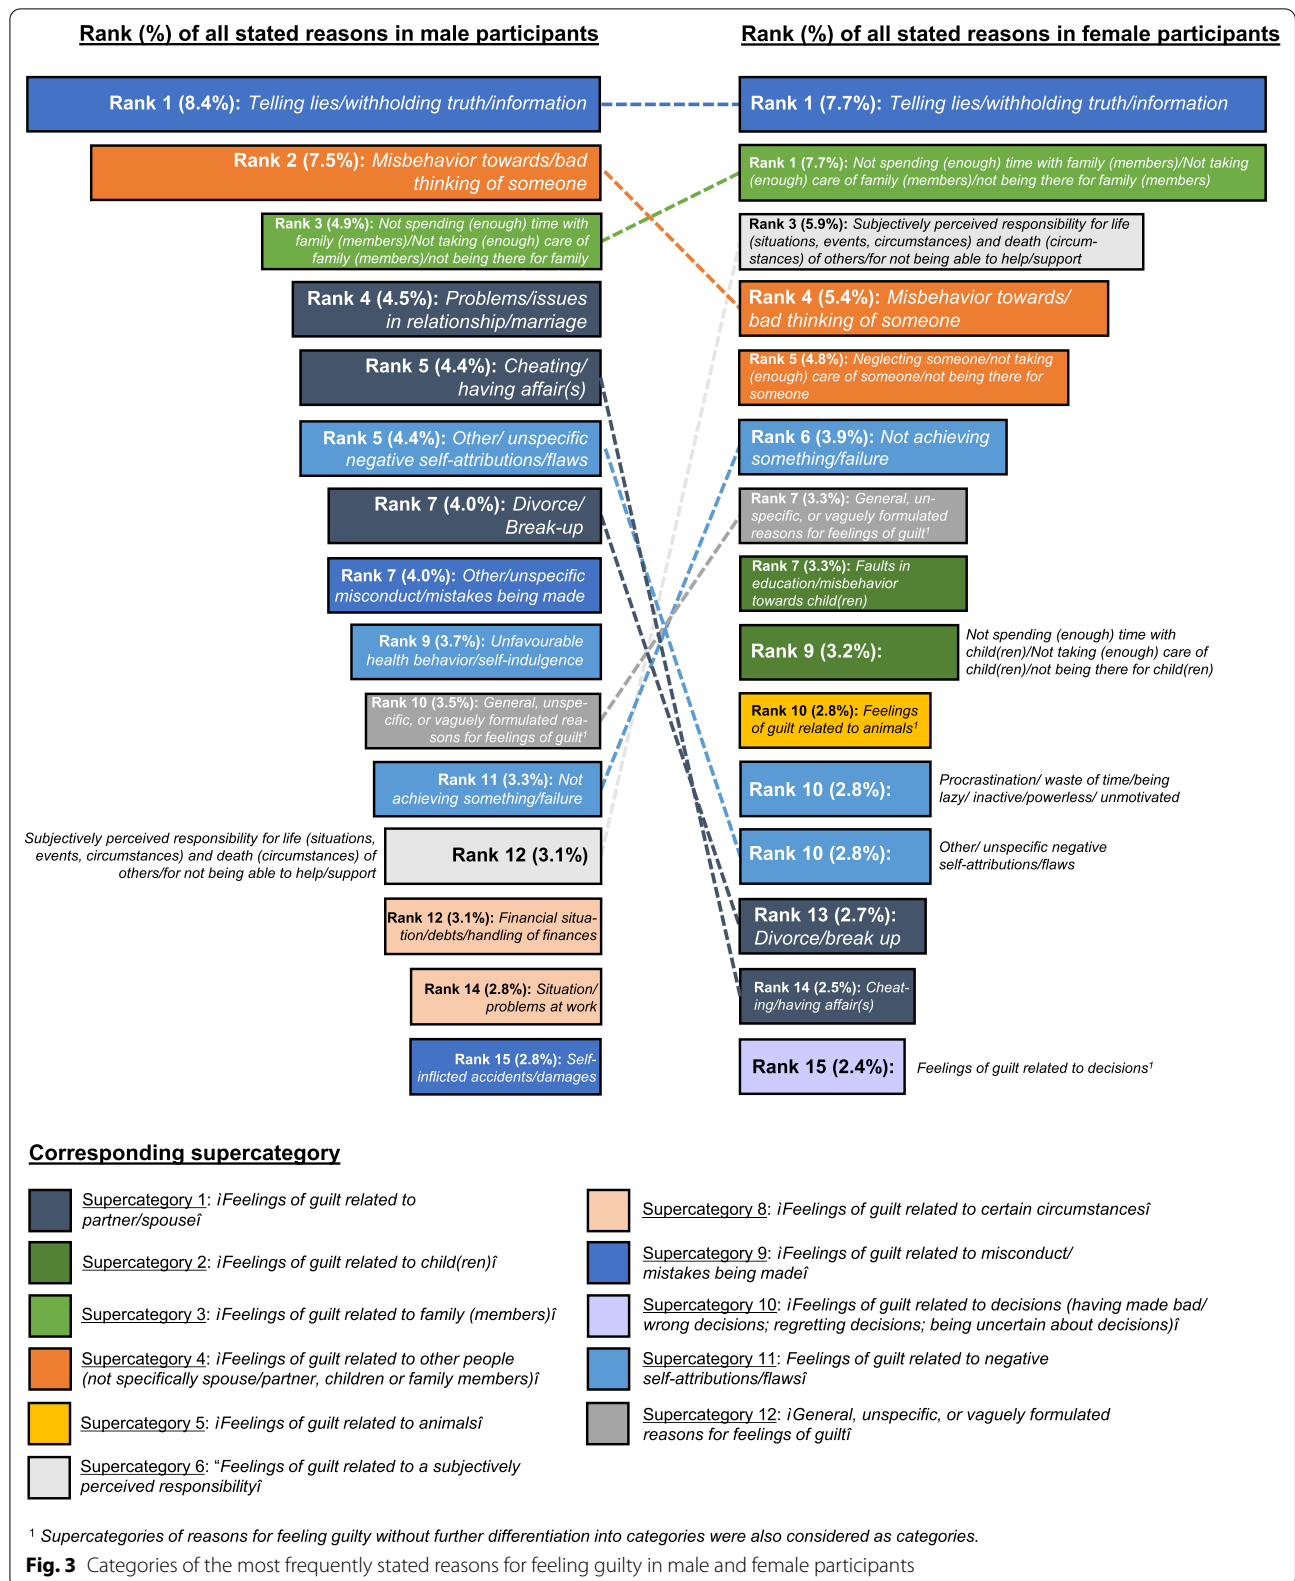 Rank (%) of all stated reasons in male participants
Rank 1 (8.4%): Telling lies/withholding truth/information
Rank 2 (7.5%): Misbehavior towards/bad
thinking of someone
Rank 3 (4.9%): Not spending (enough) time with
family (members)/Not taking (enough) care of
family (members)/not being there for family
Rank 4 (4.5%): Problems/issues
in relationship/marriage
Rank 5 (4.4%): Cheating/
having affair(s)
Rank 5 (4.4%): Other/ unspecific
negative self-attributions/flaws
Rank 7 (4.0%): Divorce/
Break-up
Rank 7 (4.0%): Other/unspecific
misconduct/mistakes being made
Rank 9 (3.7%): Unfavourable
health behavior/self-indulgence
Rank 10 (3.5%): General, unspe-
cific, or vaguely formulated rea-
sons for feelings of guilt¹
Rank 11 (3.3%): Not
achieving something/failure
Subjectively perceived responsibility for life (situations,
events, circumstances) and death (circumstances) of
others/for not being able to help/support
Rank 12 (3.1%)
Rank 12 (3.1%): Financial situa-
tion/debts/handling of finances
Rank 14 (2.8%): Situation/
problems at work
Rank 15 (2.8%): Self-
inflicted accidents/damages
Rank (%) of all stated reasons in female participants
Rank 1 (7.7%): Telling lies/withholding truth/information
Rank 1 (7.7%): Not spending (enough) time with family (members)/Not taking
(enough) care of family (members)/not being there for family (members)
Rank 3 (5.9%): Subjectively perceived responsibility for life
(situations, events, circumstances) and death (circum-
stances) of others/for not being able to help/support
Rank 4 (5.4%): Misbehavior towards/
bad thinking of someone
Rank 5 (4.8%): Neglecting someone/not taking
(enough) care of someone/not being there for
someone
Rank 6 (3.9%): Not achieving
something/failure
Rank 7 (3.3%): General, un-
specific, or vaguely formulated
reasons for feelings of guilt¹
Rank 7 (3.3%): Faults in
education/misbehavior
towards child(ren)
Rank 9 (3.2%):
Not spending (enough) time with
child(ren)/Not taking (enough) care of
child(ren)/not being there for child(ren)
Rank 10 (2.8%): Feelings
of guilt related to animals¹
Rank 10 (2.8%):
Procrastination/ waste of time/being
lazy/ inactive/powerless/ unmotivated
Rank 10 (2.8%):
Other/ unspecific negative
self-attributions/flaws
Rank 13 (2.7%):
Divorce/break up
Rank 14 (2.5%): Cheat-
ing/having affair(s)
Rank 15 (2.4%):
Feelings of guilt related to decisions¹
Corresponding supercategory
Supercategory 1: ìFeelings of guilt related to
partner/spouseî
Supercategory 2: ìFeelings of guilt related to child(ren)î
Supercategory 3: ìFeelings of guilt related to family (members)î
Supercategory 4: ìFeelings of guilt related to other people
(not specifically spouse/partner, children or family members)î
Supercategory 5: ìFeelings of guilt related to animalsî
Supercategory 6: “Feelings of guilt related to a subjectively
perceived responsibilityî
Supercategory 8: ìFeelings of guilt related to certain circumstancesî
Supercategory 9: ìFeelings of guilt related to misconduct/
mistakes being madeî
Supercategory 10: ìFeelings of guilt related to decisions (having made bad/
wrong decisions; regretting decisions; being uncertain about decisions)î
Supercategory 11: Feelings of guilt related to negative
self-attributions/flawsî
Supercategory 12: ìGeneral, unspecific, or vaguely formulated
reasons for feelings of guiltî
¹ Supercategories of reasons for feeling guilty without further differentiation into categories were also considered as categories.
Fig. 3 Categories of the most frequently stated reasons for feeling guilty in male and female participants